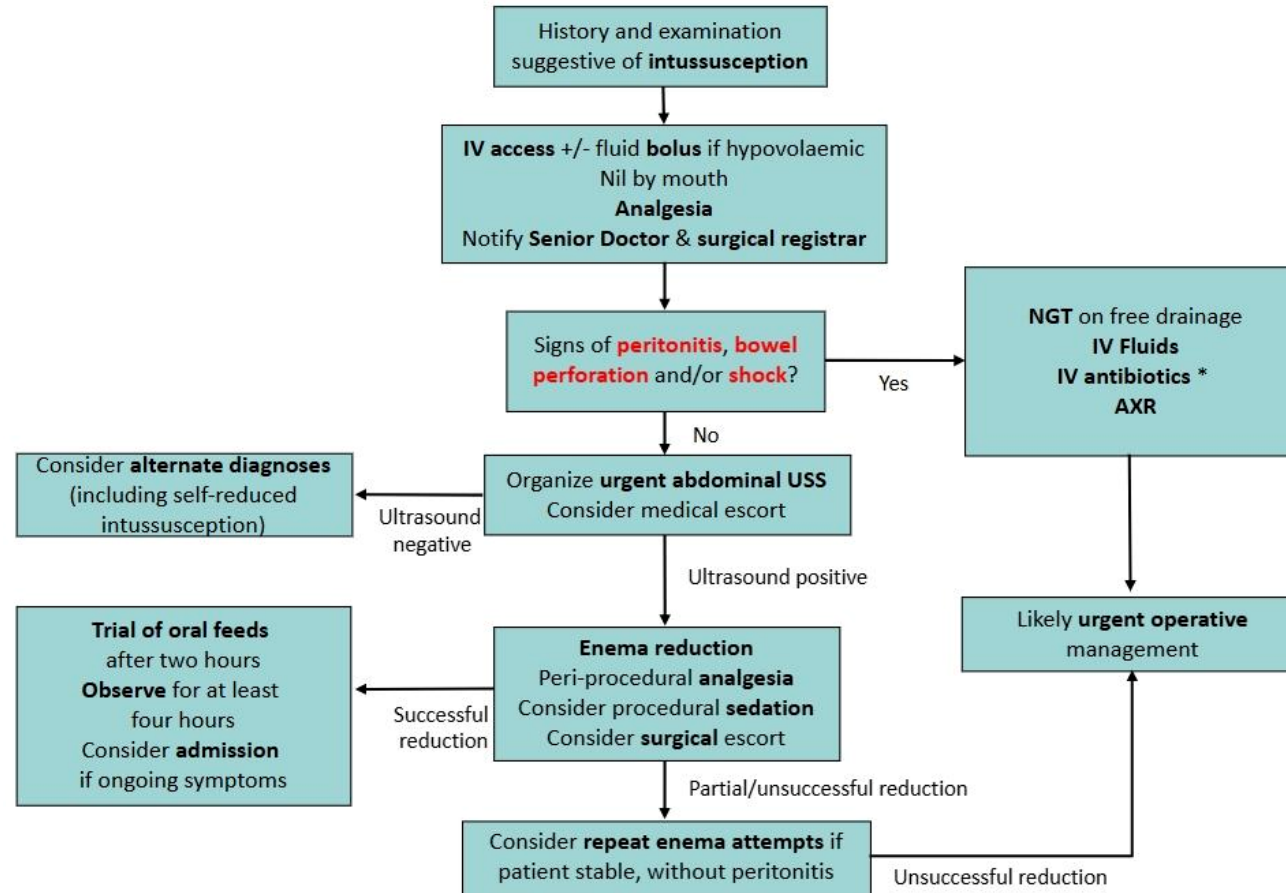 History and examination
suggestive of intussusception
IV access +/- fluid bolus if hypovolaemic
Nil by mouth
Analgesia
Notify Senior Doctor & surgical registrar
Signs of peritonitis, bowel
perforation and/or shock?
Yes
NGT on free drainage
IV Fluids
IV antibiotics *
AXR
No
Organize urgent abdominal USS
Consider medical escort
Ultrasound
negative
Consider alternate diagnoses
(including self-reduced
intussusception)
Ultrasound positive
Likely urgent operative
management
Enema reduction
Peri-procedural analgesia
Consider procedural sedation
Consider surgical escort
Successful
reduction
Trial of oral feeds
after two hours
Observe for at least
four hours
Consider admission
if ongoing symptoms
Partial/unsuccessful reduction
Consider repeat enema attempts if
patient stable, without peritonitis
Unsuccessful reduction